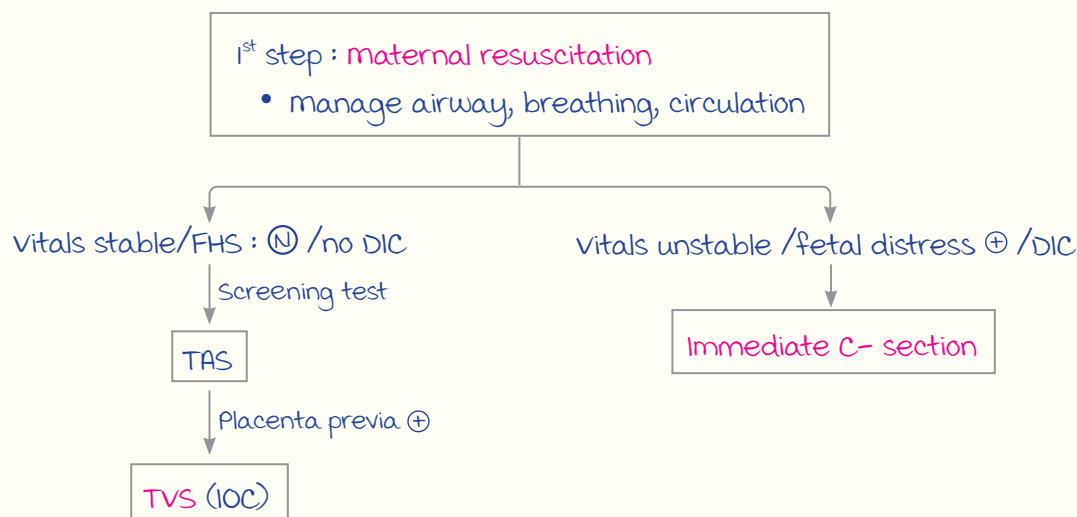 1st step : maternal resuscitation
• manage airway, breathing, circulation
Vitals stable/FHS : Ⓝ /no DIC
Vitals unstable /fetal distress ⊕ /DIC
Screening test
TAS
Immediate C- section
Placenta previa ⊕
TVS (IOC)